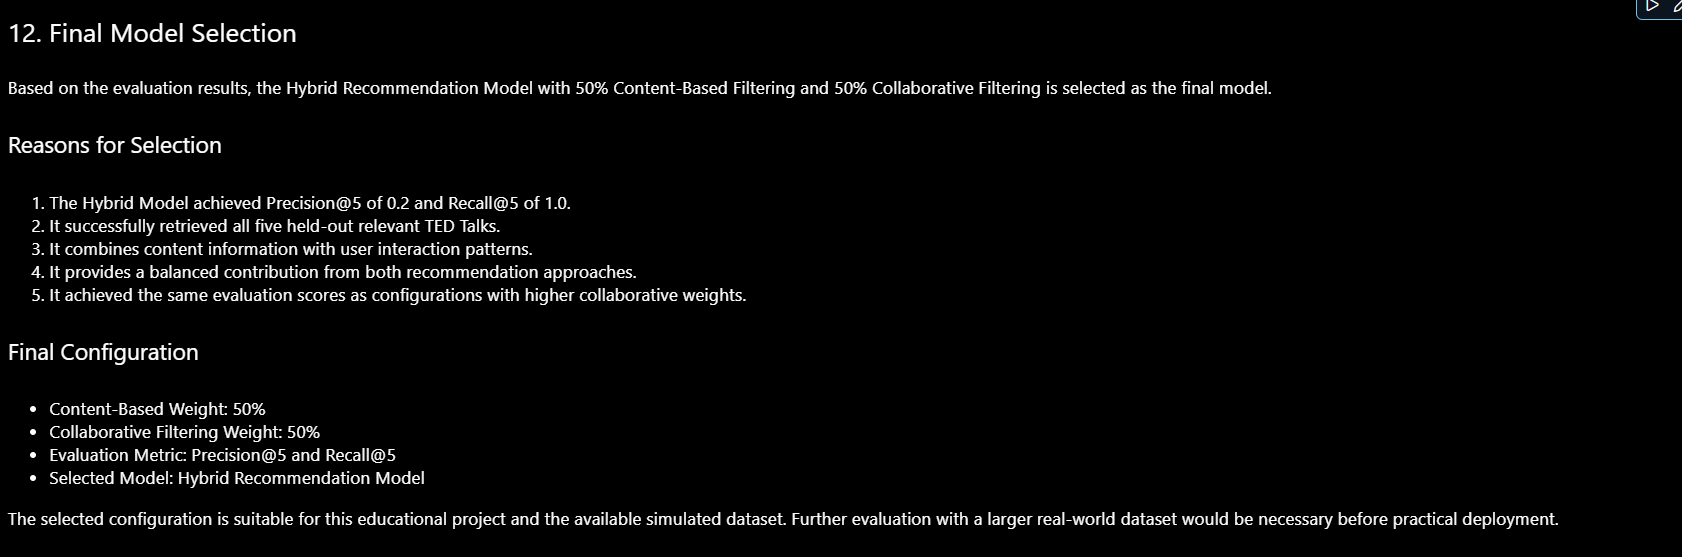 12. Final Model Selection
Based on the evaluation results, the Hybrid Recommendation Model with 50% Content-Based Filtering and 50% Collaborative Filtering is selected as the final model.
Reasons for Selection
1. The Hybrid Model achieved Precision@5 of 0.2 and Recall@5 of 1.0.
2. It successfully retrieved all five held-out relevant TED Talks.
3. It combines content information with user interaction patterns.
4. It provides a balanced contribution from both recommendation approaches.
5. It achieved the same evaluation scores as configurations with higher collaborative weights.
Final Configuration
• Content-Based Weight: 50%
• Collaborative Filtering Weight: 50%
• Evaluation Metric: Precision@5 and Recall@5
• Selected Model: Hybrid Recommendation Model
The selected configuration is suitable for this educational project and the available simulated dataset. Further evaluation with a larger real-world dataset would be necessary before practical deployment.